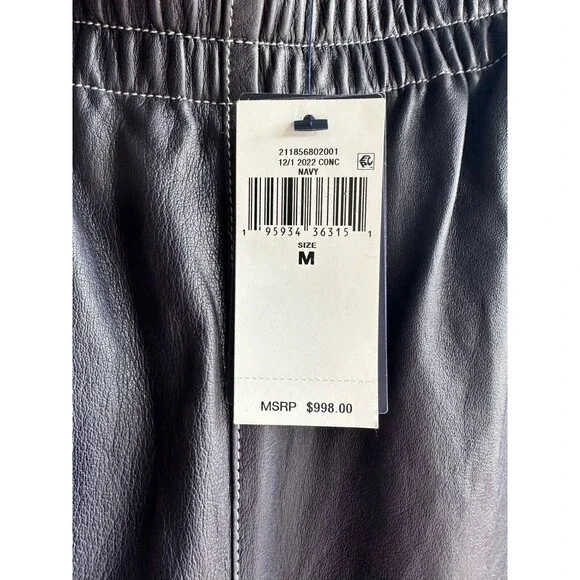 211856802001
12/1 2022 CONC
NAVY
1 95934 36315 1
SIZE
M
MSRP $998.00